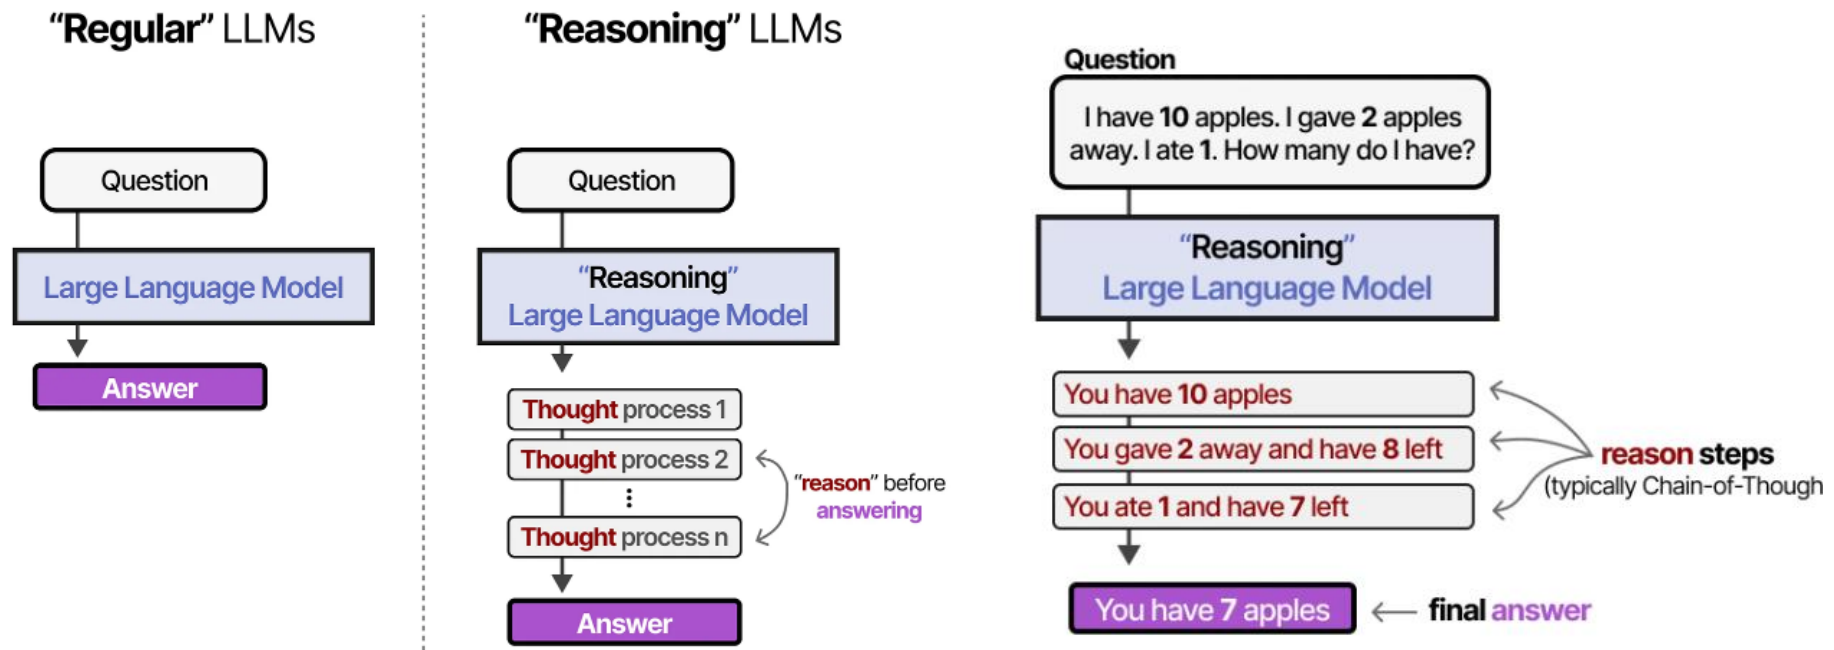 “Regular” LLMs
Question
Large Language Model
Answer
“Reasoning” LLMs
Question
“Reasoning”
Large Language Model
Thought process 1
Thought process 2
⋮
Thought process n
“reason” before
answering
Answer
Question
I have 10 apples. I gave 2 apples
away. I ate 1. How many do I have?
“Reasoning”
Large Language Model
You have 10 apples
You gave 2 away and have 8 left
You ate 1 and have 7 left
reason steps
(typically Chain-of-Though
You have 7 apples
final answer